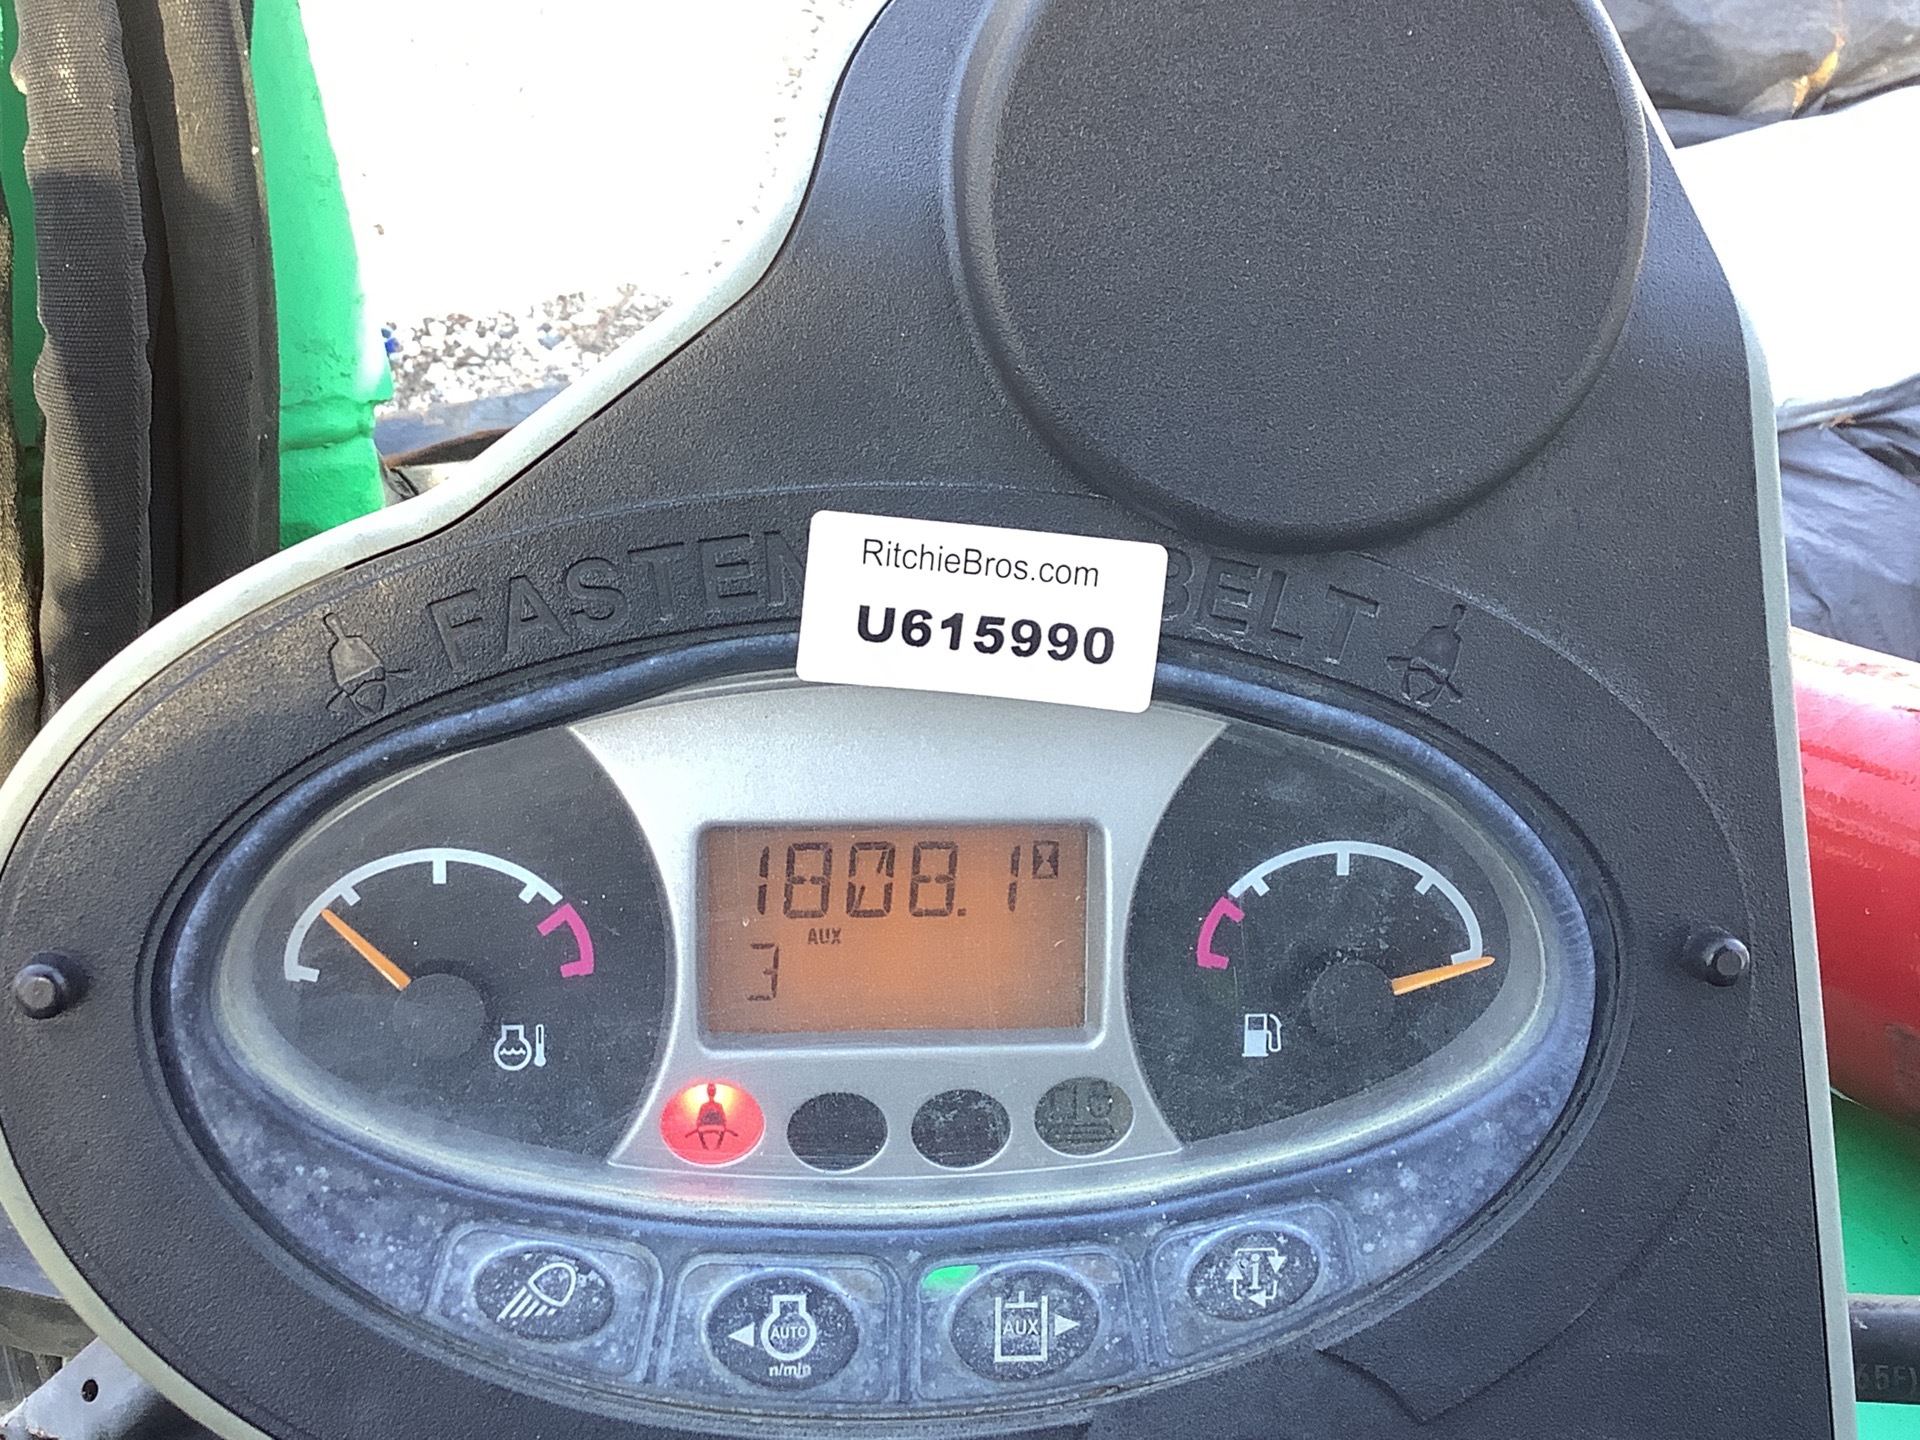 FASTEN BELT
RitchieBros.com
U615990
1808.1
AUX
3
AUTO
n/min
AUX
i